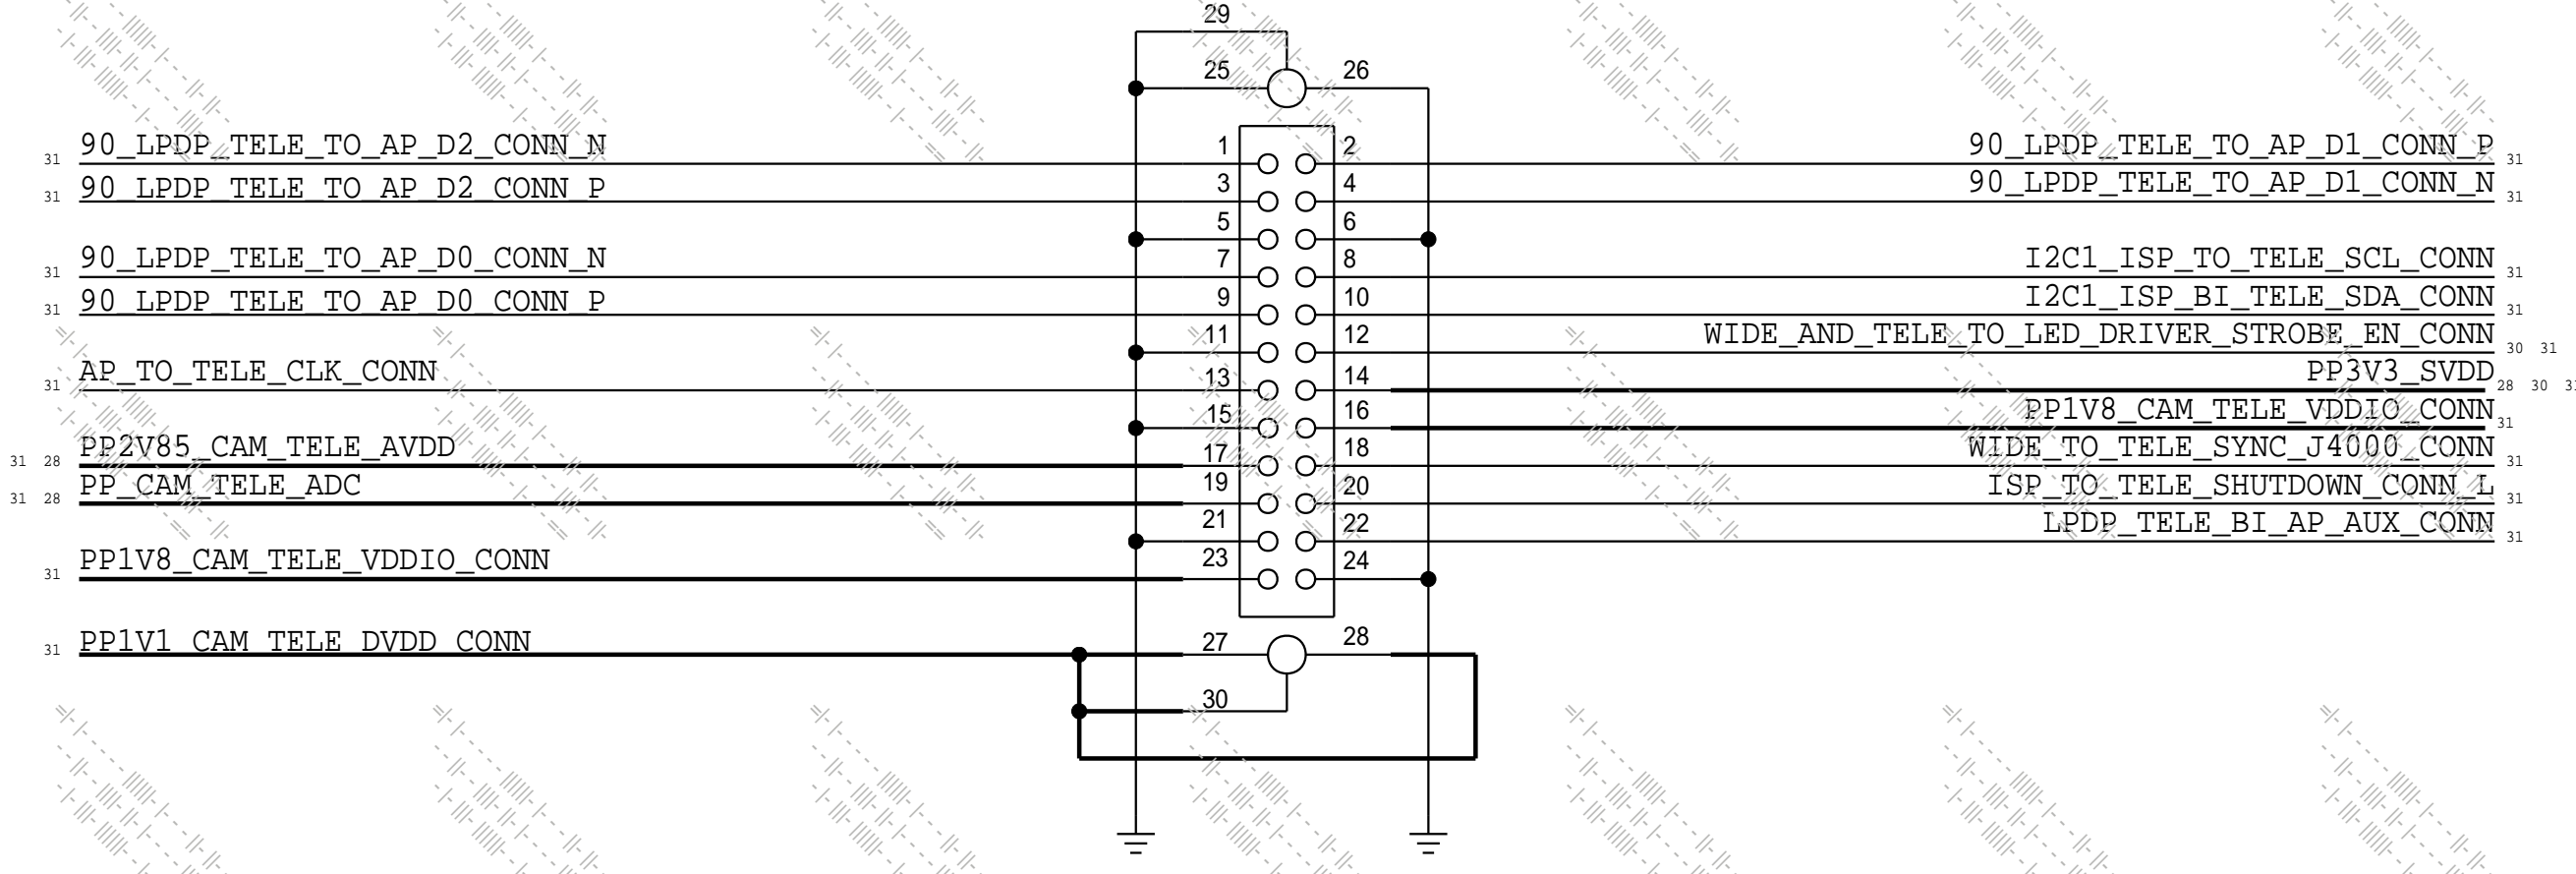 29
25 26
31 90_LPDP_TELE_TO_AP_D2_CONN_N 1 2 90_LPDP_TELE_TO_AP_D1_CONN_P 31
31 90_LPDP_TELE_TO_AP_D2_CONN_P 3 4 90_LPDP_TELE_TO_AP_D1_CONN_N 31
5 6
31 90_LPDP_TELE_TO_AP_D0_CONN_N 7 8 I2C1_ISP_TO_TELE_SCL_CONN 31
31 90_LPDP_TELE_TO_AP_D0_CONN_P 9 10 I2C1_ISP_BI_TELE_SDA_CONN 31
11 12 WIDE_AND_TELE_TO_LED_DRIVER_STROBE_EN_CONN 30 31
31 AP_TO_TELE_CLK_CONN 13 14 PP3V3_SVDD 28 30
15 16 PP1V8_CAM_TELE_VDDIO_CONN 31
31 28 PP2V85_CAM_TELE_AVDD 17 18 WIDE_TO_TELE_SYNC_J4000_CONN 31
31 28 PP_CAM_TELE_ADC 19 20 ISP_TO_TELE_SHUTDOWN_CONN_L 31
21 22 LPDP_TELE_BI_AP_AUX_CONN 31
31 PP1V8_CAM_TELE_VDDIO_CONN 23 24
31 PP1V1_CAM_TELE_DVDD_CONN 27 28
30